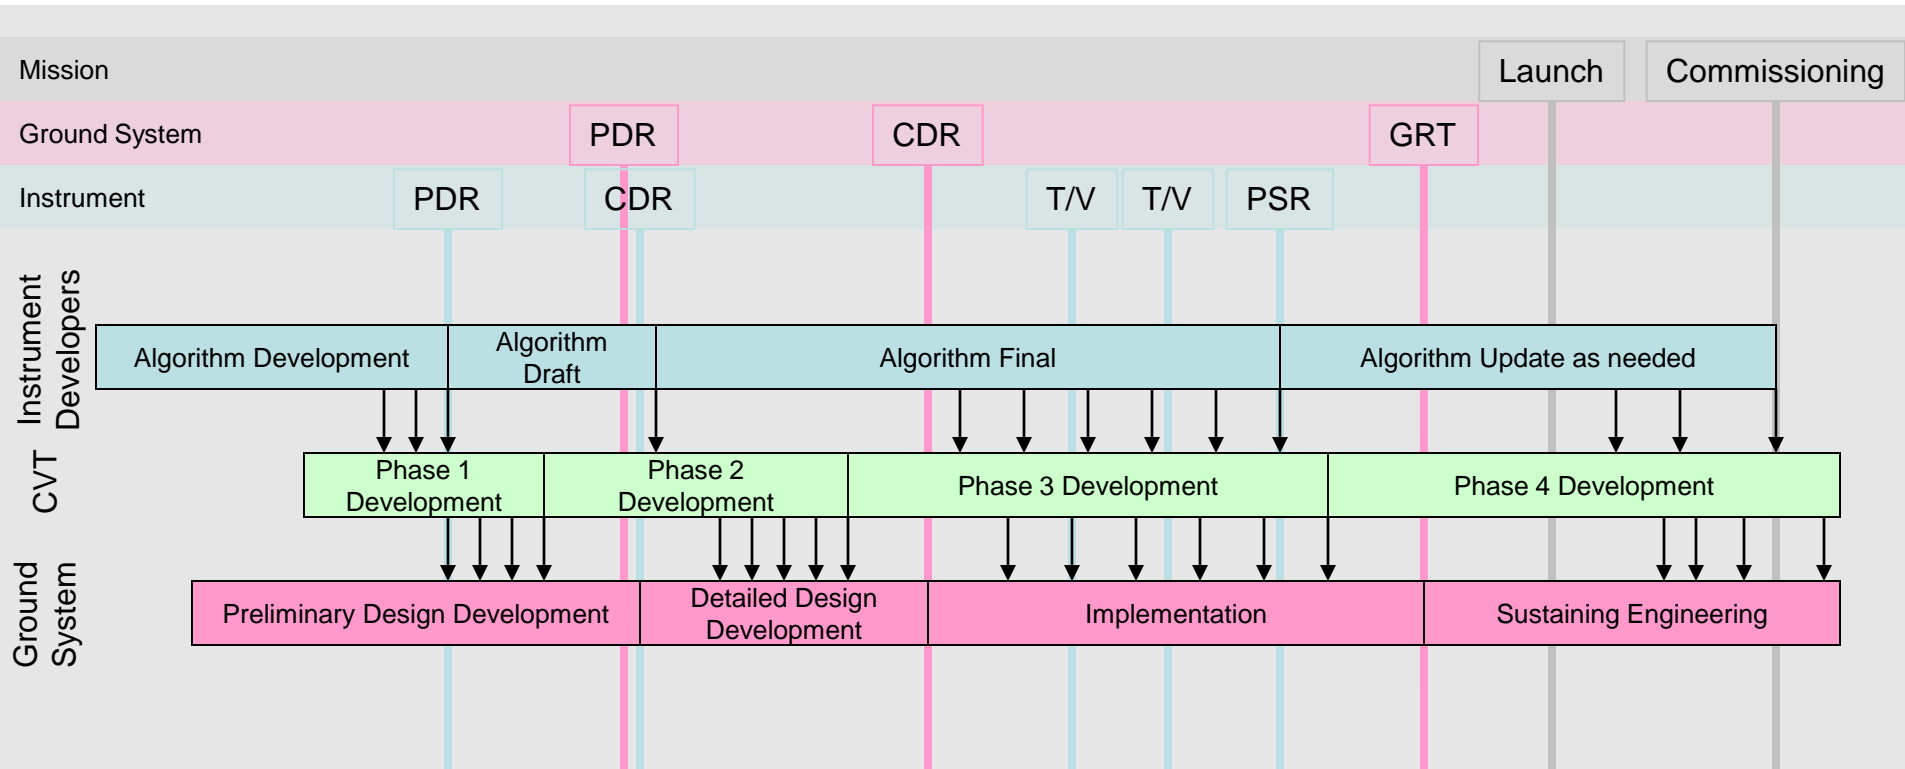 Mission
Launch
Commissioning
Ground System
PDR
CDR
GRT
Instrument
PDR
CDR
T/V
T/V
PSR
Instrument
Developers
Algorithm Development
Algorithm
Draft
Algorithm Final
Algorithm Update as needed
CVT
Phase 1
Development
Phase 2
Development
Phase 3 Development
Phase 4 Development
Ground
System
Preliminary Design Development
Detailed Design
Development
Implementation
Sustaining Engineering